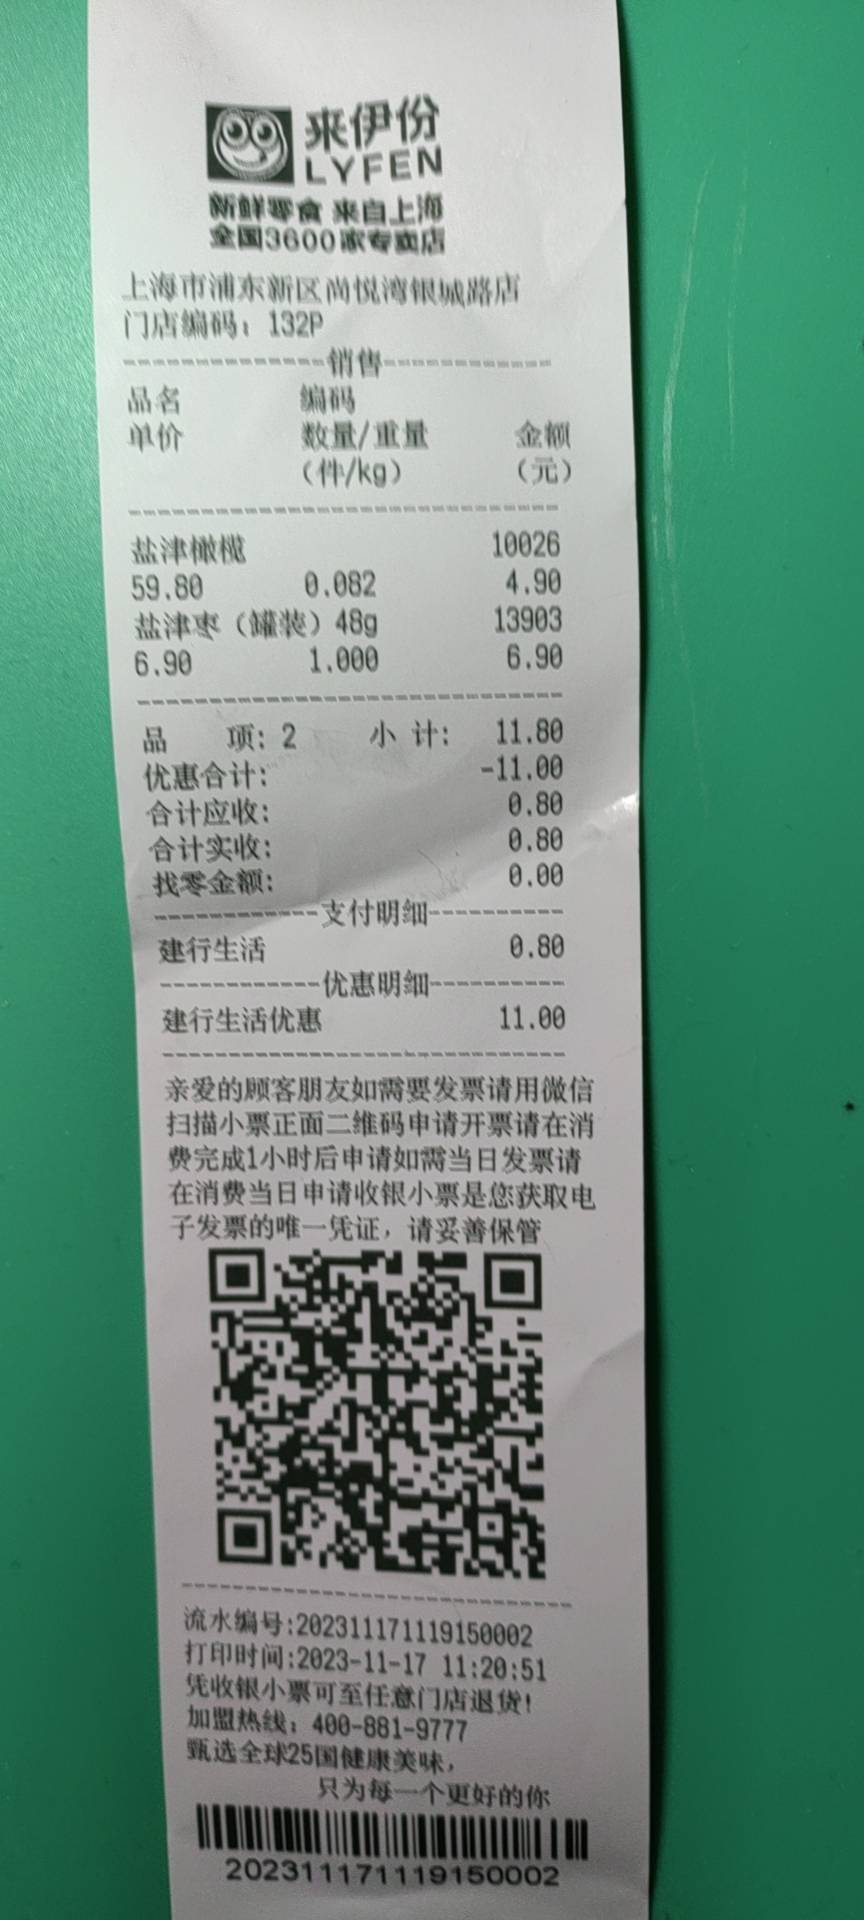 来伊份
LYFEN
新鲜零食 来自上海
全国3600家专卖店
上海市浦东新区尚悦湾银城路店
门店编码：132P
---------------销售---------------
品名 编码
单价 数量/重量 金额
（件/kg） （元）
盐津橄榄 10026
59.80 0.082 4.90
盐津枣（罐装）48g 13903
6.90 1.000 6.90
品 项: 2 小 计: 11.80
优惠合计: -11.00
合计应收: 0.80
合计实收: 0.80
找零金额: 0.00
------------支付明细----------
建行生活 0.80
------------优惠明细----------
建行生活优惠 11.00
亲爱的顾客朋友如需要发票请用微信
扫描小票正面二维码申请开票请在消
费完成1小时后申请如需当日发票请
在消费当日申请收银小票是您获取电
子发票的唯一凭证，请妥善保管
流水编号:202311171119150002
打印时间:2023-11-17 11:20:51
凭收银小票可至任意门店退货!
加盟热线：400-881-9777
甄选全球25国健康美味，
只为每一个更好的你
202311171119150002